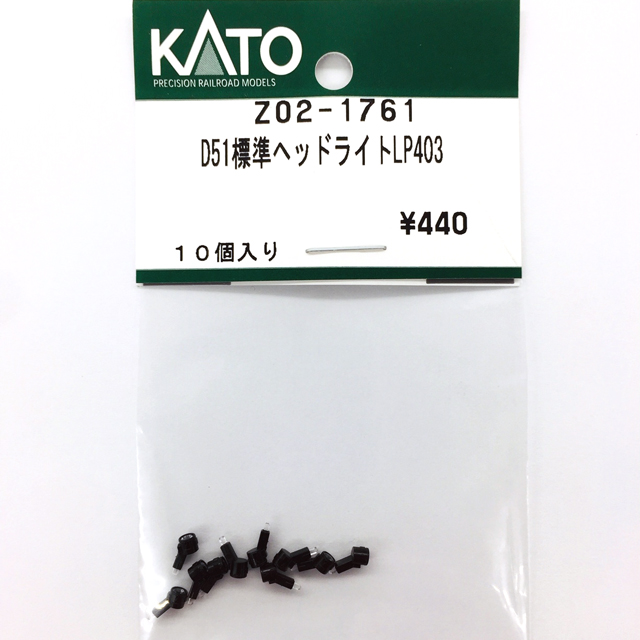 KATO
PRECISION RAILROAD MODELS
Z02-1761
D51標準ヘッドライトLP403
¥440
10個入り